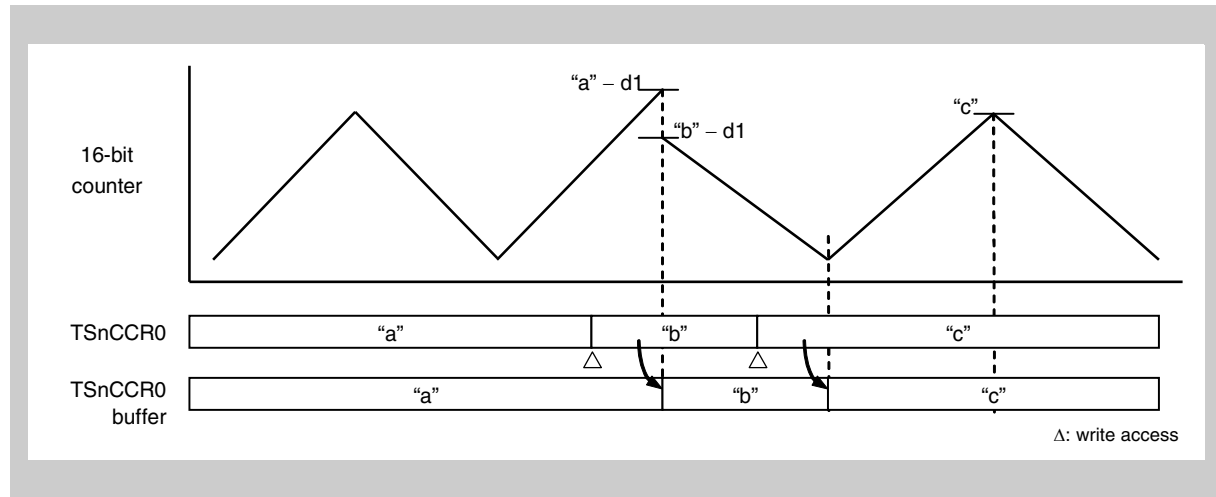 “a” – d1
“b” – d1
“c”
16-bit
counter
TSnCCR0
“a”
“b”
“c”
TSnCCR0
buffer
“a”
“b”
“c”
Δ: write access